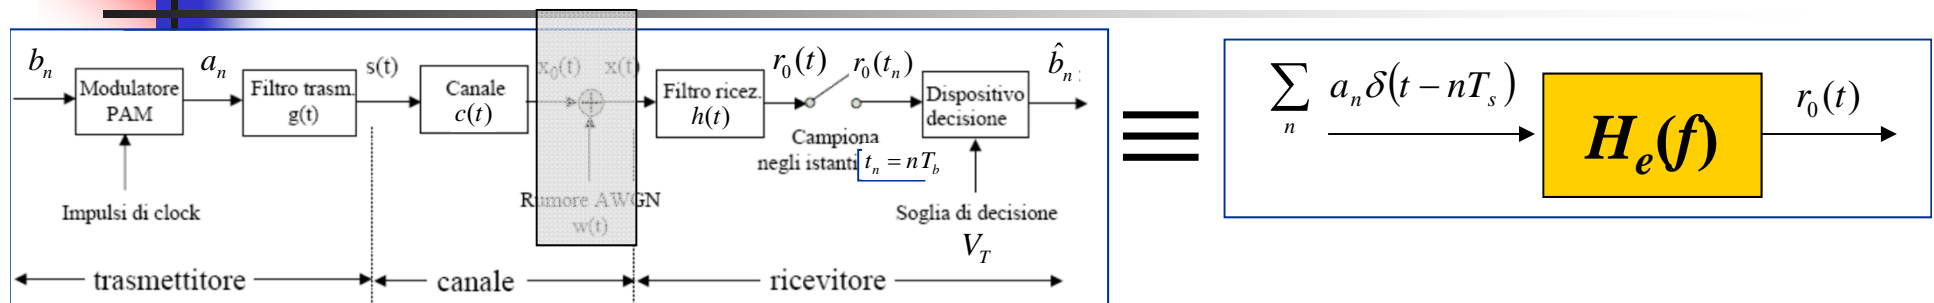 b_n
Modulatore
PAM
a_n
Filtro trasm.
g(t)
s(t)
Canale
c(t)
x_0(t)
x(t)
Filtro ricez.
h(t)
r_0(t)
r_0(t_n)
Dispositivo
decisione
b̂_n
Campiona
negli istanti
t_n = nT_b
Impulsi di clock
Rumore AWGN
w(t)
Soglia di decisione
V_T
trasmettitore
canale
ricevitore
≡
∑_n a_n δ(t − nT_s)
H_e(f)
r_0(t)